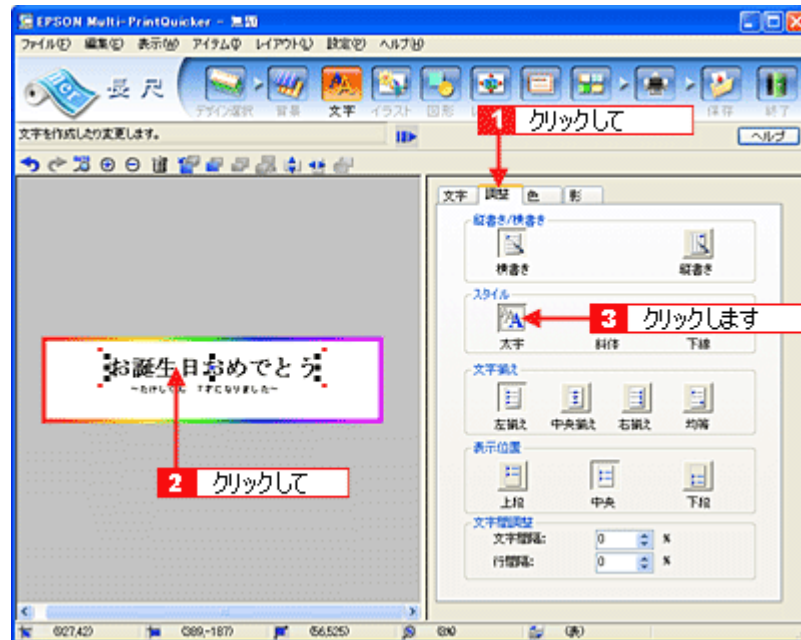 EPSON Multi-PrintQuicker - 無題
ファイル(F) 編集(E) 表示(W) アイテム(I) レイアウト(L) 設定(P) ヘルプ(H)
長尺
デザイン選択 背景 文字 イラスト 図形 保存 終了
1 クリックして
文字を作成したり変更します。
ヘルプ
文字 調整 色 影
縦書き/横書き
横書き 縦書き
スタイル
3 クリックします
太字 斜体 下線
お誕生日おめでとう
文字揃え
左揃え 中央揃え 右揃え 均等
2 クリックして
表示位置
上段 中央 下段
文字間調整
文字間隔: 0 %
行間隔: 0 %
(927,42) (389,-187) (56,525) (表)